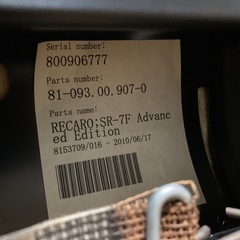 Serial number:
800906777
Parts number:
81-093.00.907-0
Parts name:
RECARO:SR-7F Advanc
ed Edition
8153709/016 - 2010/06/17